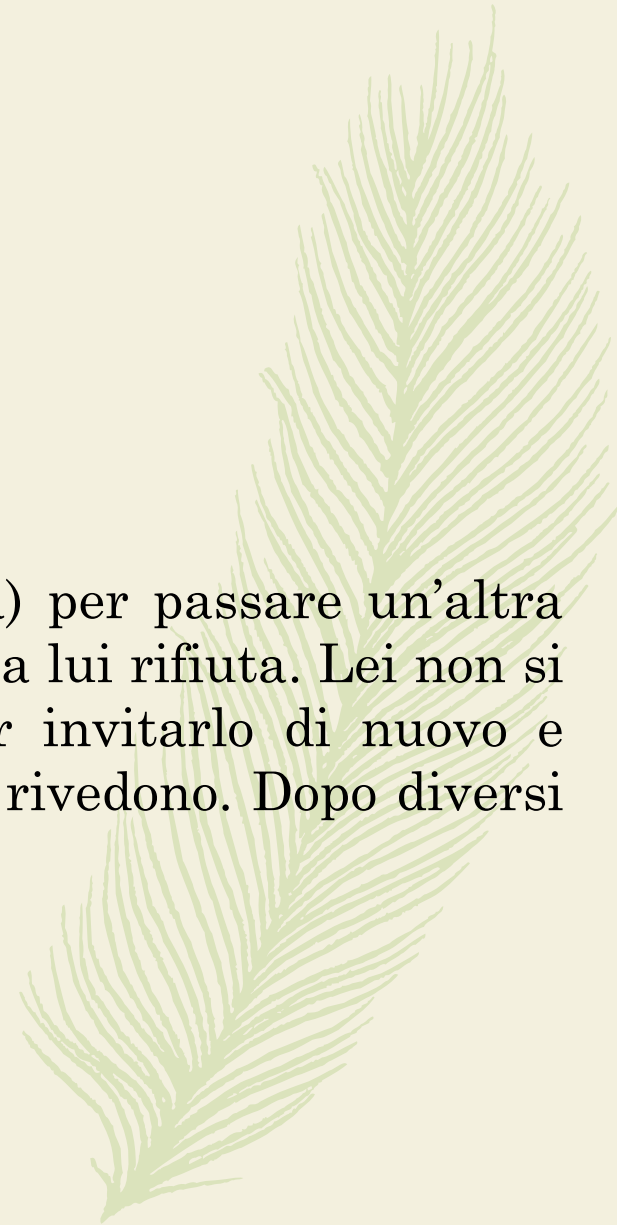 ) per passare un’altra
a lui rifiuta. Lei non si
invitarlo di nuovo e
rivedono. Dopo diversi